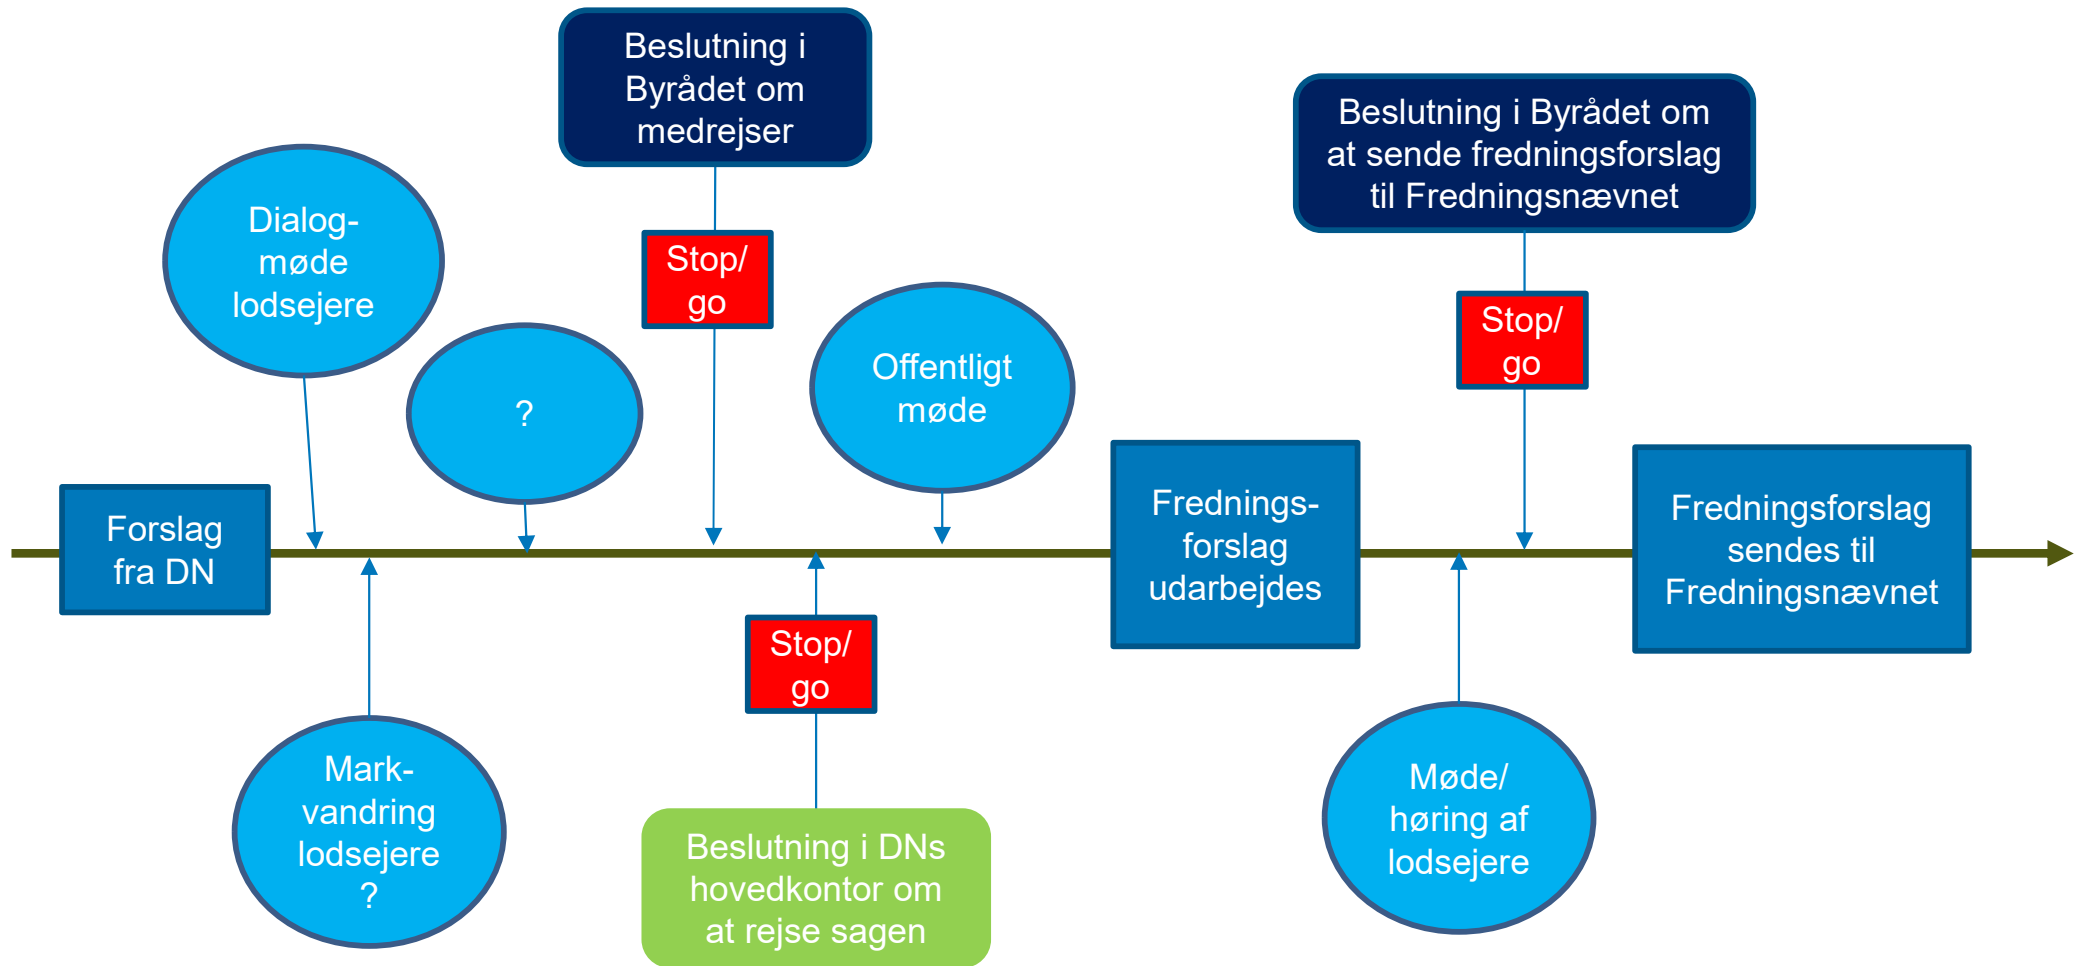 Beslutning i
Byrådet om
medrejser
Beslutning i Byrådet om
at sende fredningsforslag
til Fredningsnævnet
Dialog-
møde
lodsejere
Stop/
go
Stop/
go
?
Offentligt
møde
Forslag
fra DN
Frednings-
forslag
udarbejdes
Fredningsforslag
sendes til
Fredningsnævnet
Stop/
go
Mark-
vandring
lodsejere
?
Beslutning i DNs
hovedkontor om
at rejse sagen
Møde/
høring af
lodsejere